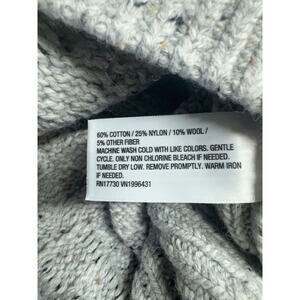 60% COTTON / 25% NYLON / 10% WOOL /
5% OTHER FIBER
MACHINE WASH COLD WITH LIKE COLORS. GENTLE
CYCLE. ONLY NON CHLORINE BLEACH IF NEEDED.
TUMBLE DRY LOW. REMOVE PROMPTLY. WARM IRON
IF NEEDED.
RN17730 VN1996431